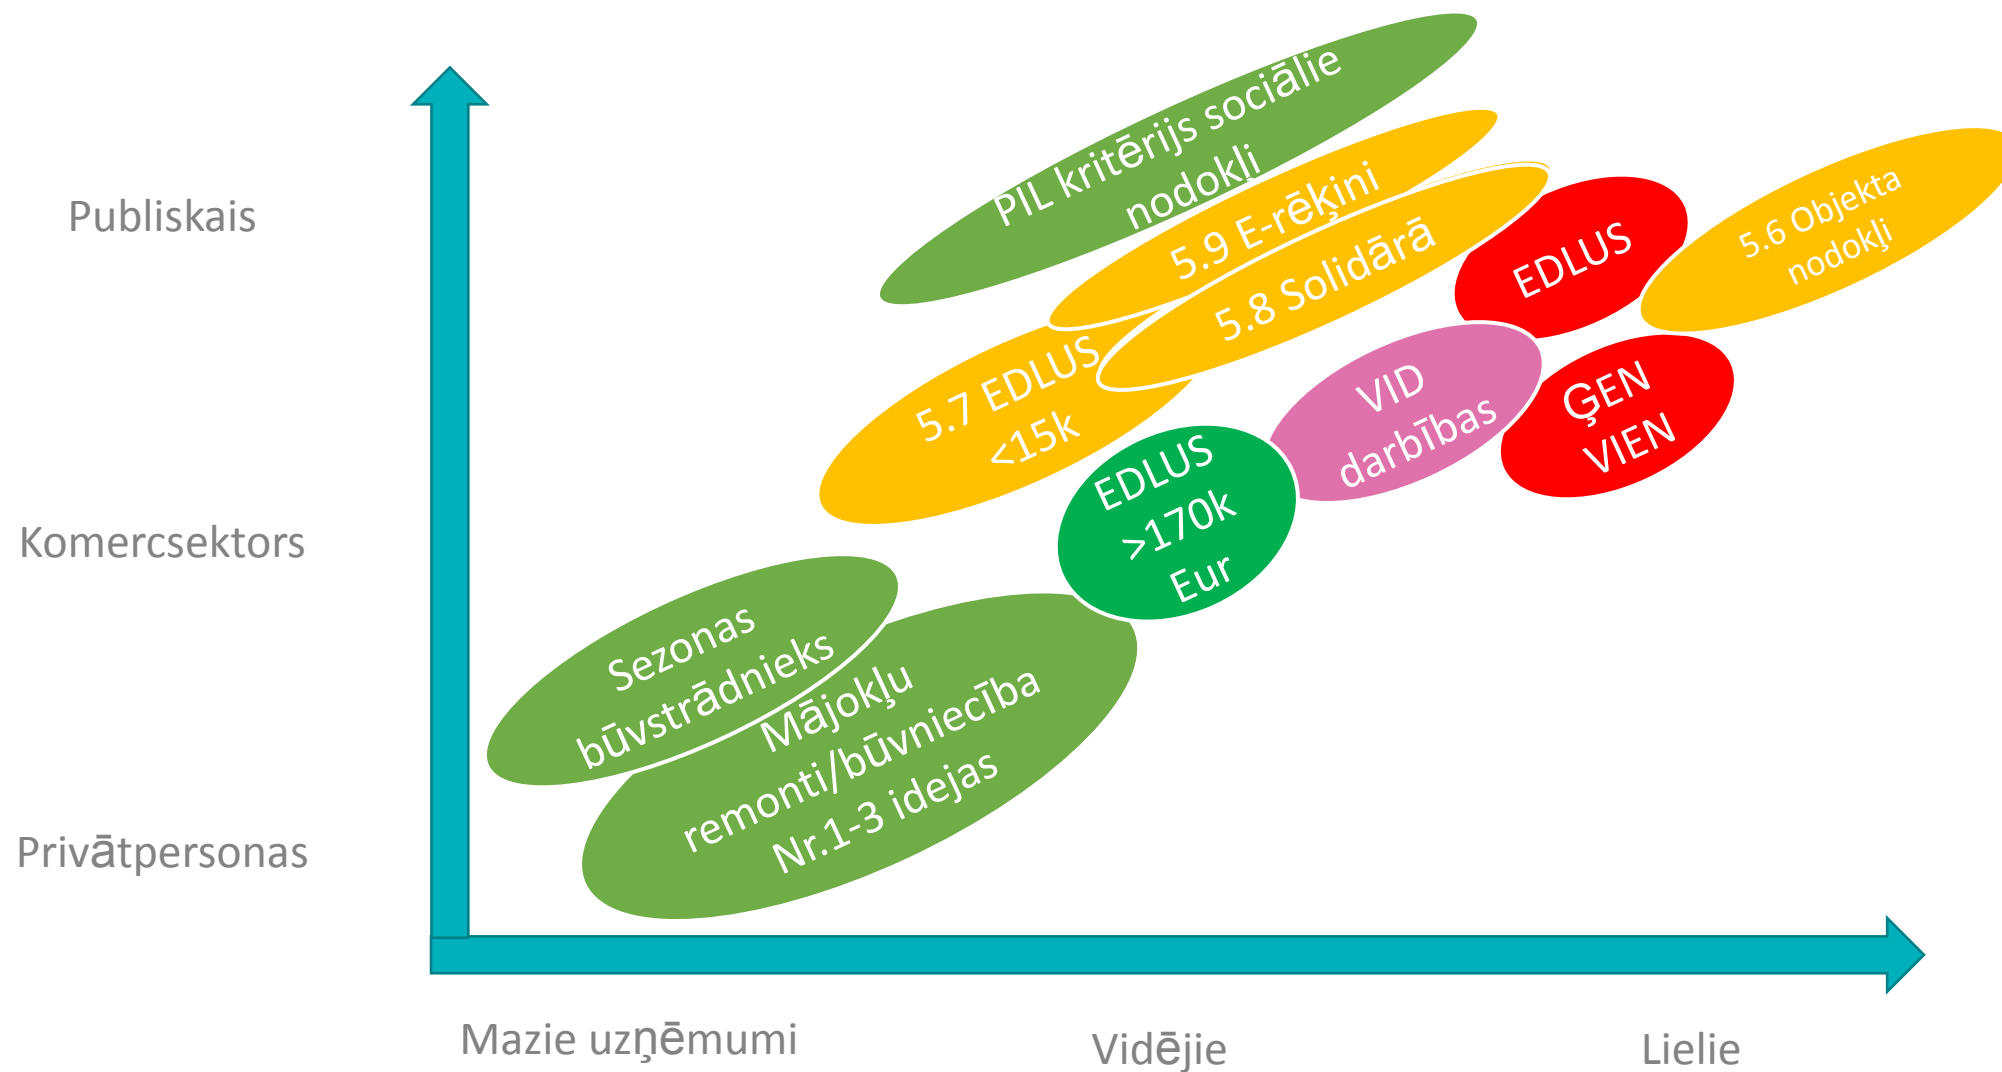 PIL kritērijs sociālie
nodokļi
Publiskais
5.9 E-rēķini
5.8 Solidārā
EDLUS
5.6 Objekta
nodokļi
5.7 EDLUS
<15k
VID
darbības
ĢEN
VIEN
EDLUS
>170k
Eur
Komercsektors
Sezonas
būvstrādnieks
Mājokļu
remonti/būvniecība
Nr.1-3 idejas
Privātpersonas
Mazie uzņēmumi
Vidējie
Lielie